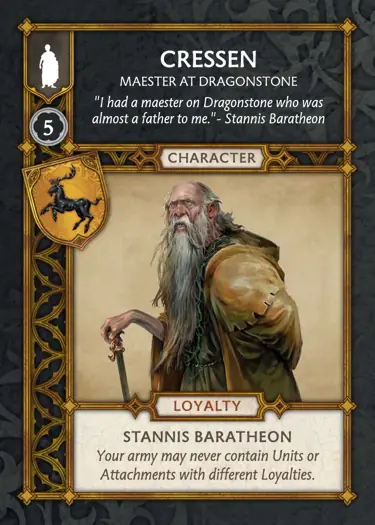 CRESSEN
MAESTER AT DRAGONSTONE
"I had a maester on Dragonstone who was
almost a father to me."- Stannis Baratheon
5
CHARACTER
LOYALTY
STANNIS BARATHEON
Your army may never contain Units or
Attachments with different Loyalties.